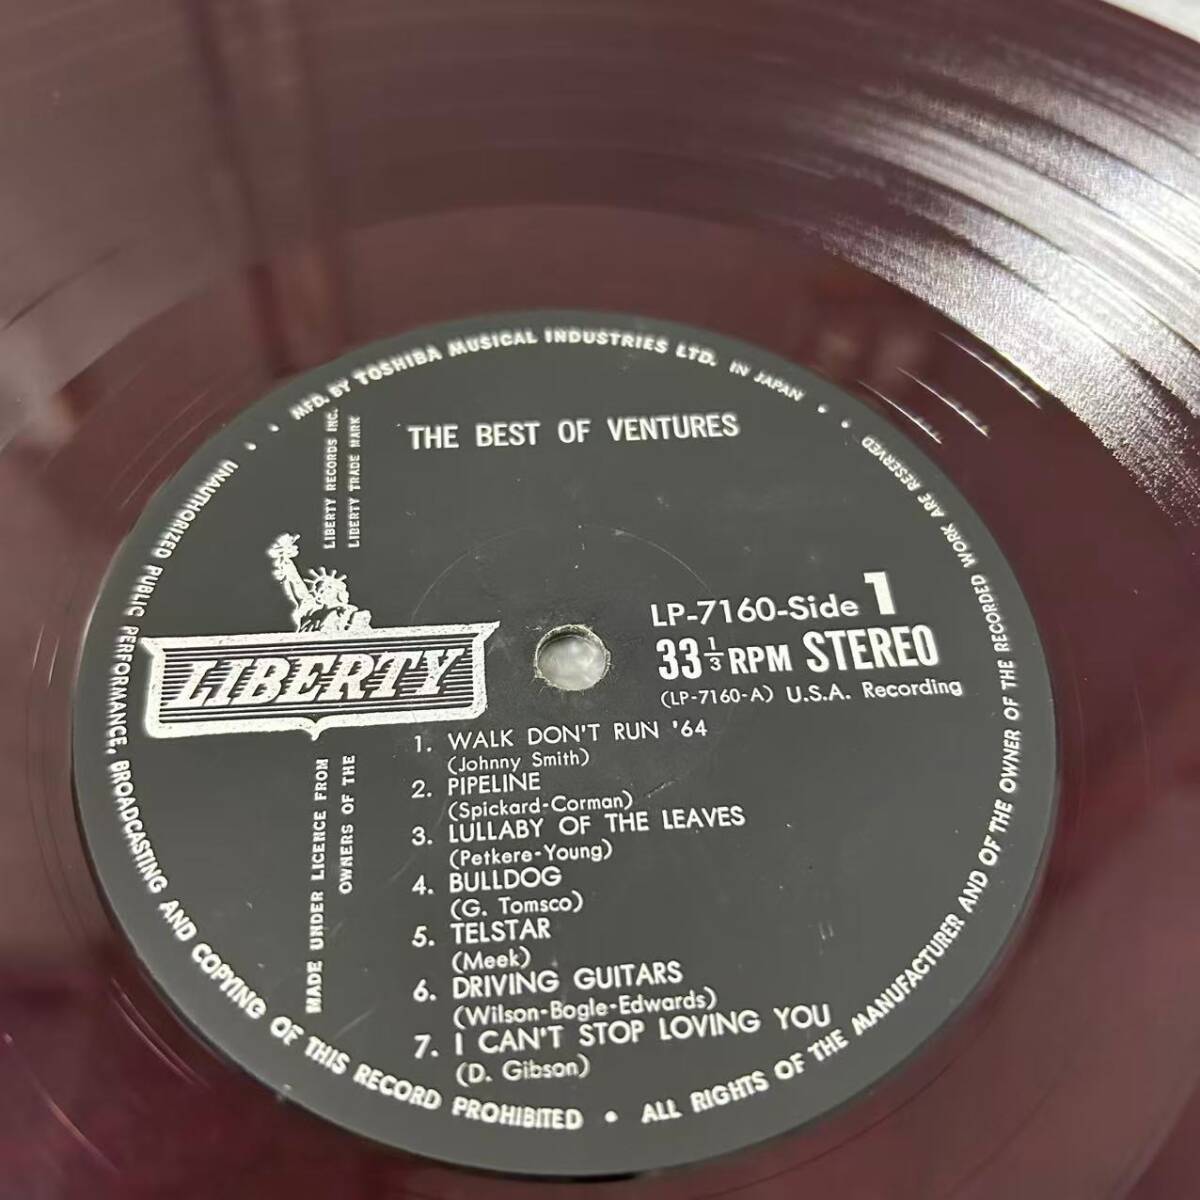 MFD. BY TOSHIBA MUSICAL INDUSTRIES LTD. IN JAPAN •
• ALL RIGHTS OF THE MANUFACTURER AND OF THE OWNER OF THE RECORDED WORK ARE RESERVED
UNAUTHORIZED PUBLIC PERFORMANCE, BROADCASTING AND COPYING OF THIS RECORD PROHIBITED
LIBERTY RECORDS INC.
LIBERTY TRADE MARK
MADE UNDER LICENCE FROM
OWNERS OF THE
THE BEST OF VENTURES
LIBERTY
LP-7160-Side 1
33 1/3 RPM STEREO
(LP-7160-A) U.S.A. Recording
1. WALK DON'T RUN '64
(Johnny Smith)
2. PIPELINE
(Spickard-Corman)
3. LULLABY OF THE LEAVES
(Petkere-Young)
4. BULLDOG
(G. Tomsco)
5. TELSTAR
(Meek)
6. DRIVING GUITARS
(Wilson-Bogle-Edwards)
7. I CAN'T STOP LOVING YOU
(D. Gibson)